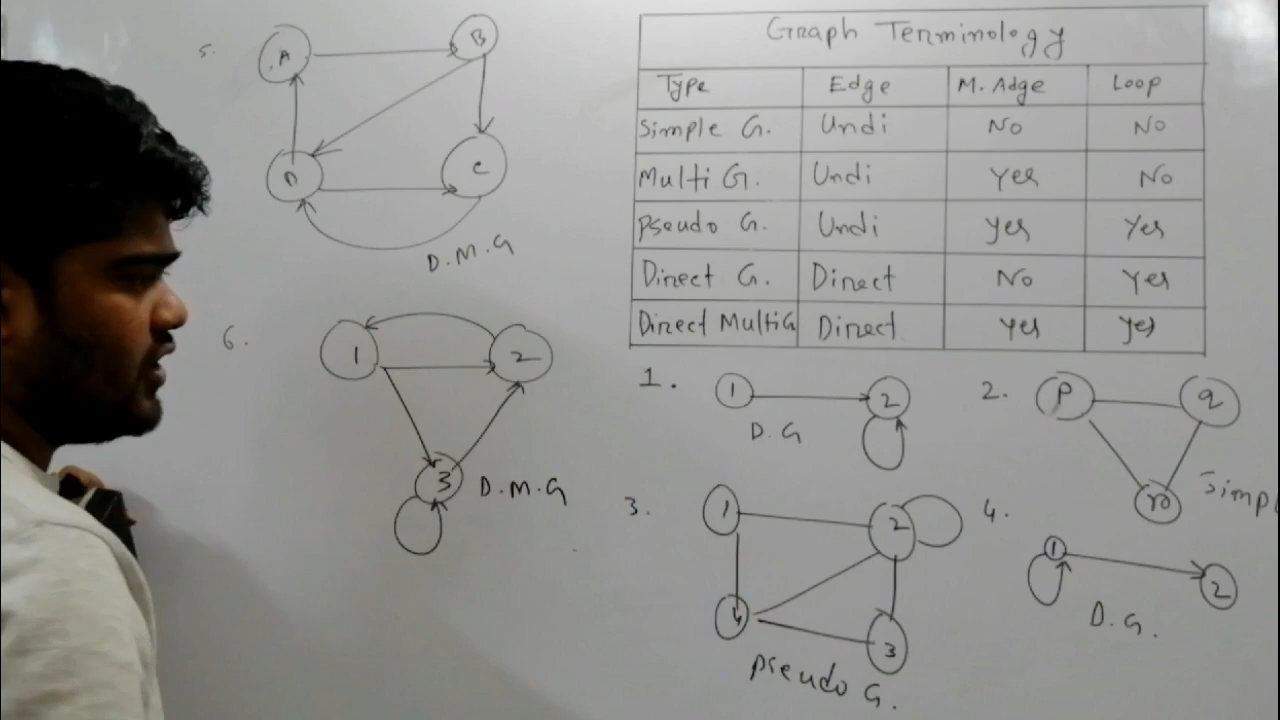 Graph Terminology
Type Edge M. Adge Loop
Simple G. Undi No No
Multi G. Undi Yes No
Pseudo G. Undi Yes Yes
Direct G. Direct No Yes
Direct MultiG Direct Yes Yes
5.
A B
D C
D.M.G
6.
1 2
3 D.M.G
1.
1 2
D.G
2.
P q
r
Simpl
3.
1 2
4 3
Pseudo G.
4.
1 2
D.G.